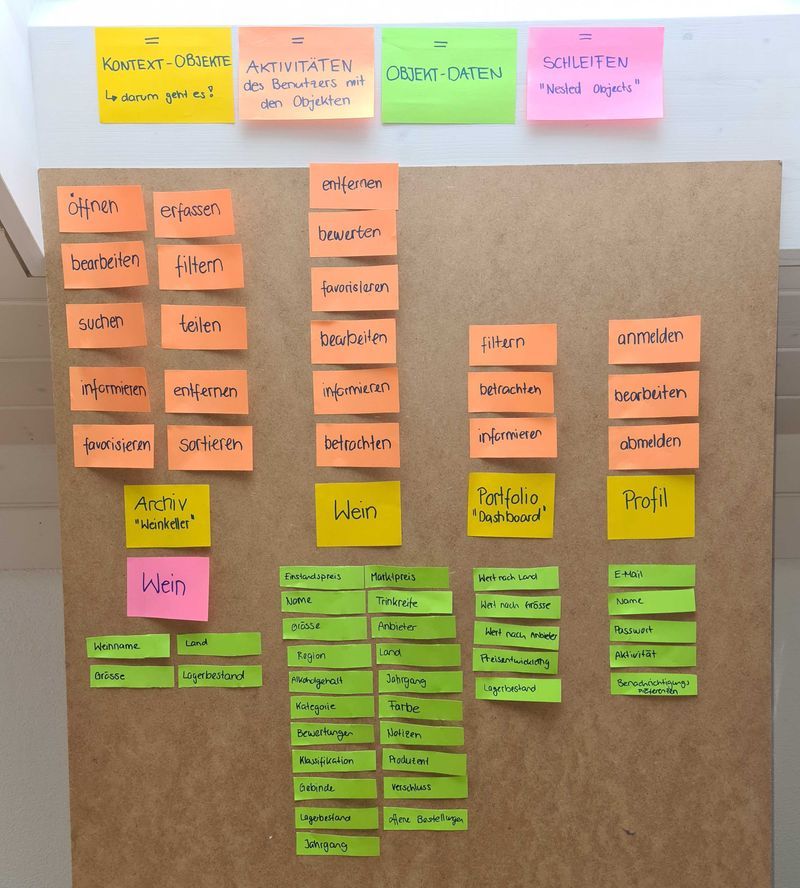 =
KONTEXT-OBJEKTE
↳ darum geht es?
=
AKTIVITÄTEN
des Benutzers mit
den Objekten
=
OBJEKT-DATEN
=
SCHLEIFEN
"Nested Objects"
öffnen
erfassen
bearbeiten
filtern
suchen
teilen
informieren
entfernen
favorisieren
sortieren
Archiv
"Weinkeller"
Wein
Weinname
Land
Grösse
Lagerbestand
entfernen
bewerten
favorisieren
bearbeiten
informieren
betrachten
Wein
Einstandspreis
Marktpreis
Name
Trinkreife
Grösse
Anbieter
Region
Land
Alkoholgehalt
Jahrgang
Kategorie
Farbe
Bewertungen
Notizen
Klassifikation
Produzent
Gebinde
Verschluss
Lagerbestand
offene Bestellungen
Jahrgang
filtern
betrachten
informieren
Portfolio
"Dashboard"
Wert nach Land
Wert nach Grösse
Wert nach Anbieter
Preisentwicklung
Lagerbestand
anmelden
bearbeiten
abmelden
Profil
E-Mail
Name
Passwort
Aktivität
Benachrichtigungs
präferenzen